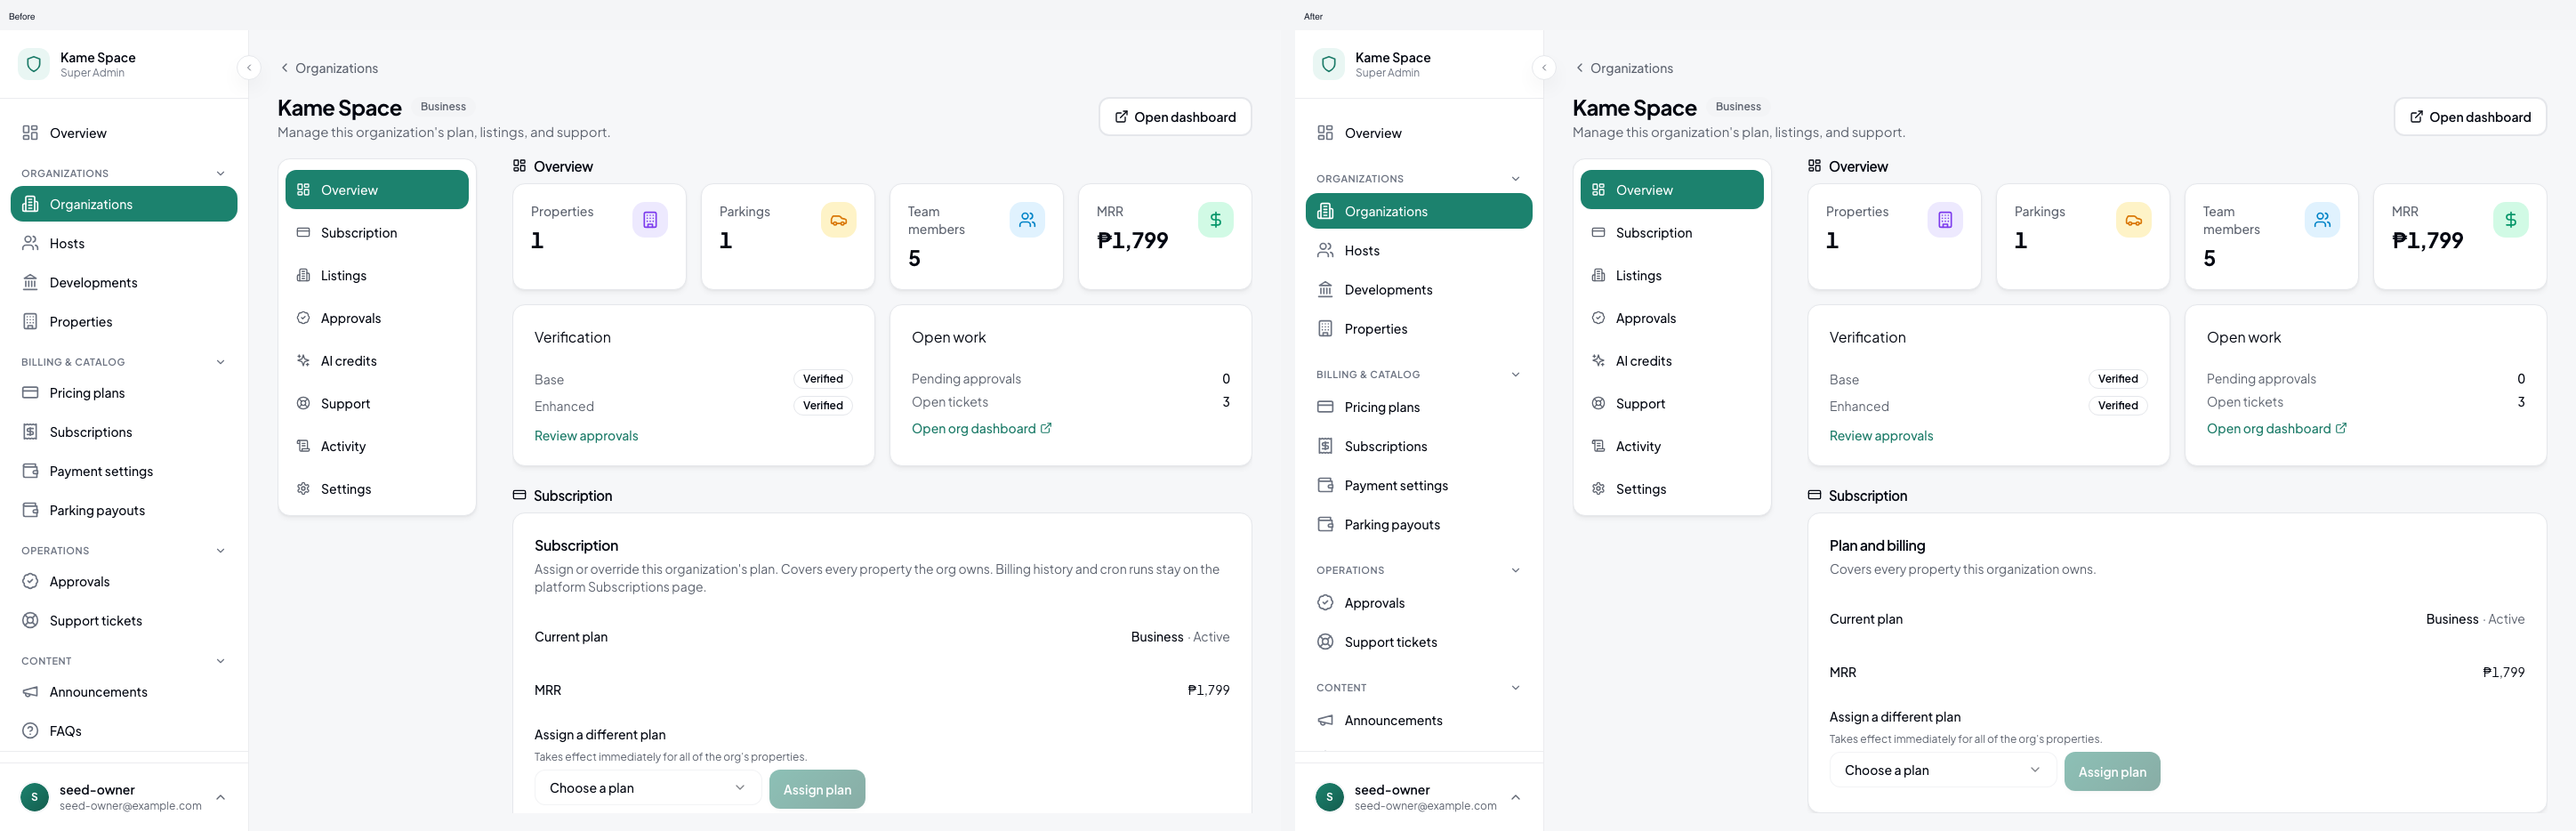 Before
Kame Space
Super Admin
Overview
ORGANIZATIONS
Organizations
Hosts
Developments
Properties
BILLING & CATALOG
Pricing plans
Subscriptions
Payment settings
Parking payouts
OPERATIONS
Approvals
Support tickets
CONTENT
Announcements
FAQs
S
seed-owner
seed-owner@example.com
Organizations
Kame Space Business
Manage this organization's plan, listings, and support.
Open dashboard
Overview
Subscription
Listings
Approvals
AI credits
Support
Activity
Settings
Overview
Properties
1
Parkings
1
Team
members
5
MRR
₱1,799
Verification
Base Verified
Enhanced Verified
Review approvals
Open work
Pending approvals 0
Open tickets 3
Open org dashboard
Subscription
Subscription
Assign or override this organization's plan. Covers every property the org owns. Billing history and cron runs stay on the
platform Subscriptions page.
Current plan Business · Active
MRR ₱1,799
Assign a different plan
Takes effect immediately for all of the org's properties.
Choose a plan Assign plan
After
Kame Space
Super Admin
Overview
ORGANIZATIONS
Organizations
Hosts
Developments
Properties
BILLING & CATALOG
Pricing plans
Subscriptions
Payment settings
Parking payouts
OPERATIONS
Approvals
Support tickets
CONTENT
Announcements
S
seed-owner
seed-owner@example.com
Organizations
Kame Space Business
Manage this organization's plan, listings, and support.
Open dashboard
Overview
Subscription
Listings
Approvals
AI credits
Support
Activity
Settings
Overview
Properties
1
Parkings
1
Team
members
5
MRR
₱1,799
Verification
Base Verified
Enhanced Verified
Review approvals
Open work
Pending approvals 0
Open tickets 3
Open org dashboard
Subscription
Plan and billing
Covers every property this organization owns.
Current plan Business · Active
MRR ₱1,799
Assign a different plan
Takes effect immediately for all of the org's properties.
Choose a plan Assign plan